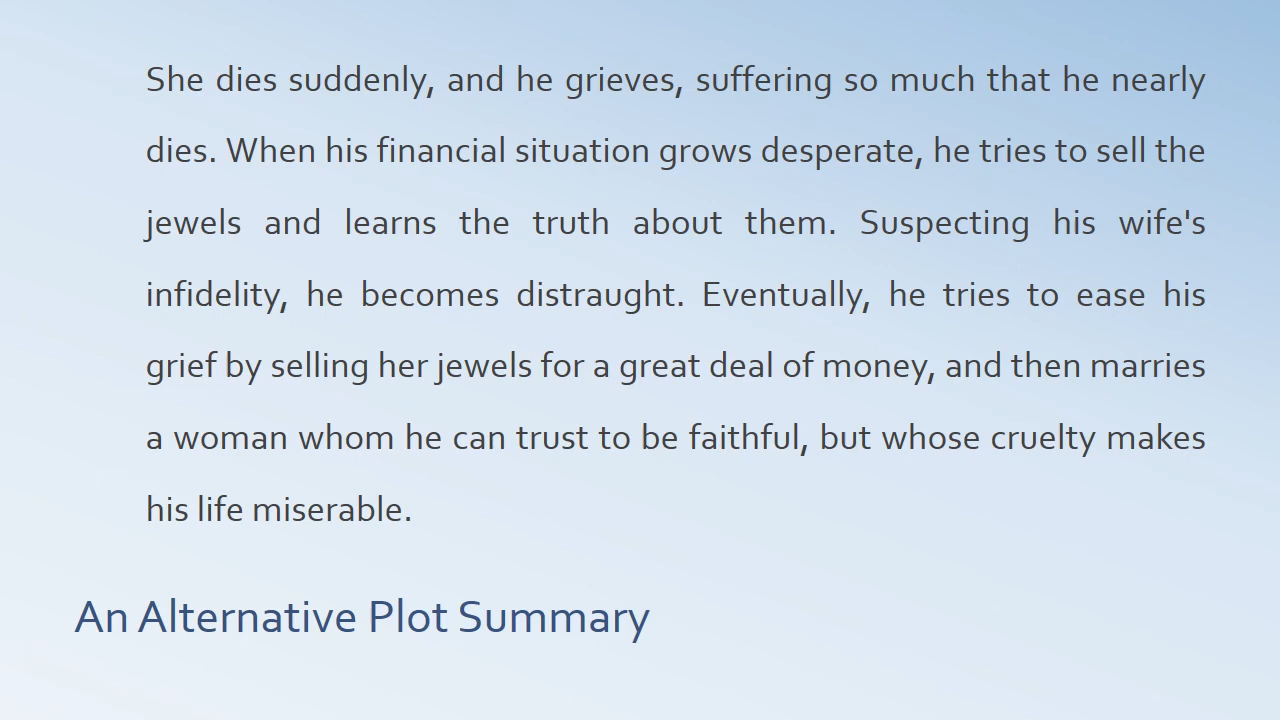 She dies suddenly, and he grieves, suffering so much that he nearly
dies. When his financial situation grows desperate, he tries to sell the
jewels and learns the truth about them. Suspecting his wife's
infidelity, he becomes distraught. Eventually, he tries to ease his
grief by selling her jewels for a great deal of money, and then marries
a woman whom he can trust to be faithful, but whose cruelty makes
his life miserable.
An Alternative Plot Summary